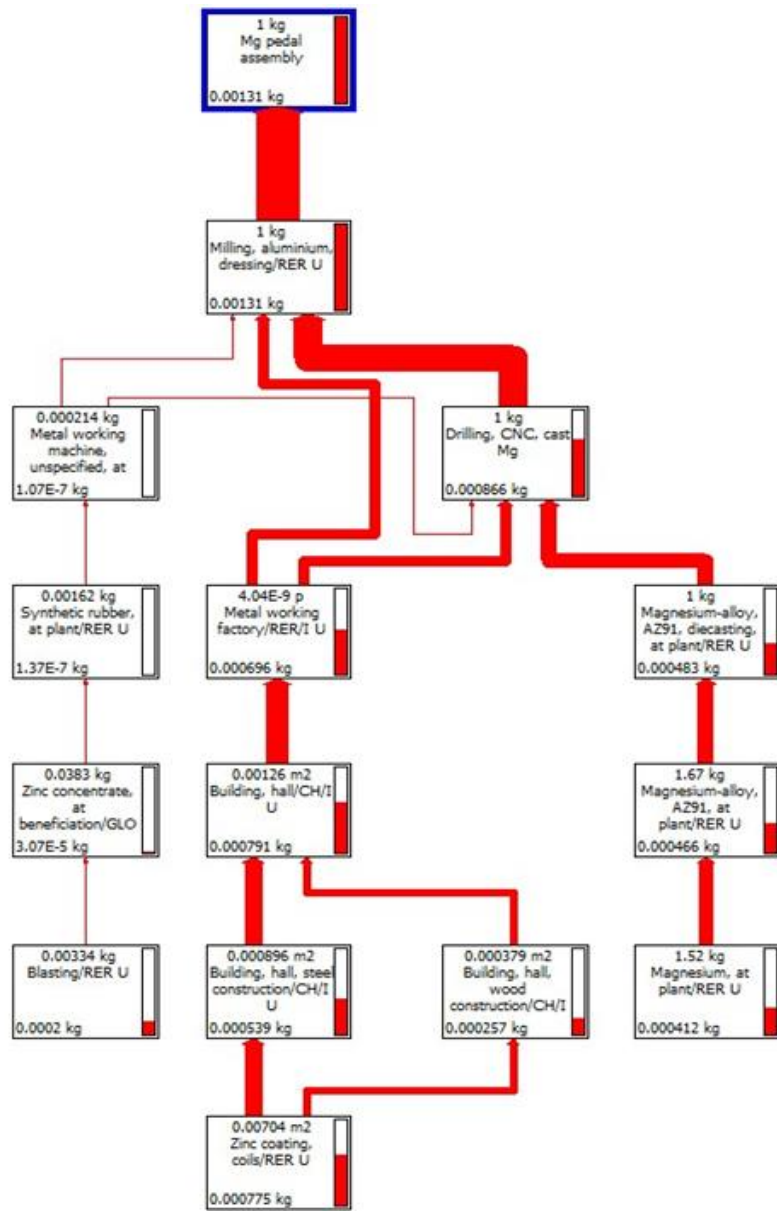 1 kg
Mg pedal
assembly
0.00131 kg
1 kg
Milling, aluminium,
dressing/RER U
0.00131 kg
0.000214 kg
Metal working
machine,
unspecified, at
1.07E-7 kg
1 kg
Drilling, CNC, cast
Mg
0.000866 kg
0.00162 kg
Synthetic rubber,
at plant/RER U
1.37E-7 kg
4.04E-9 p
Metal working
factory/RER/I U
0.000696 kg
1 kg
Magnesium-alloy,
AZ91, diecasting,
at plant/RER U
0.000483 kg
0.0383 kg
Zinc concentrate,
at
beneficiation/GLO
3.07E-5 kg
0.00126 m2
Building, hall/CH/I
U
0.000791 kg
1.67 kg
Magnesium-alloy,
AZ91, at
plant/RER U
0.000466 kg
0.00334 kg
Blasting/RER U
0.0002 kg
0.000896 m2
Building, hall, steel
construction/CH/I
U
0.000539 kg
0.000379 m2
Building, hall,
wood
construction/CH/I
0.000257 kg
1.52 kg
Magnesium, at
plant/RER U
0.000412 kg
0.00704 m2
Zinc coating,
coils/RER U
0.000775 kg